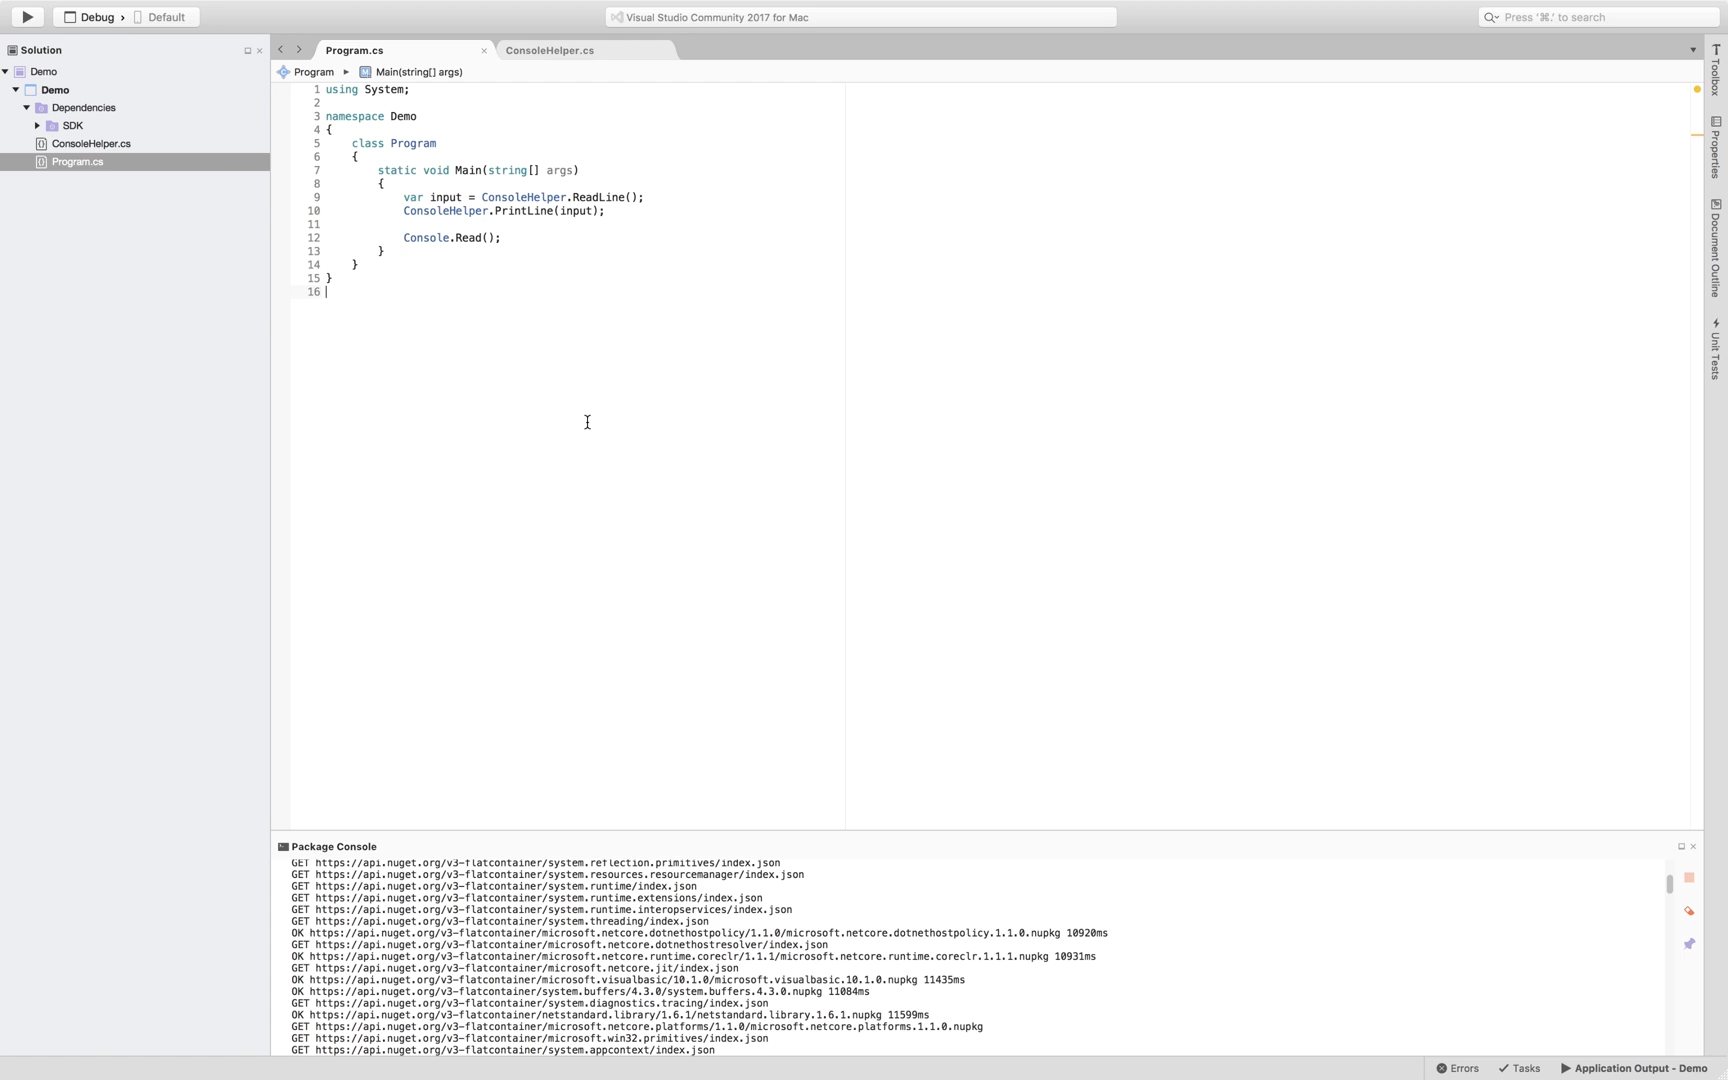 Debug › Default
Visual Studio Community 2017 for Mac
Press '⌘.' to search
Solution
Demo
Demo
Dependencies
SDK
ConsoleHelper.cs
Program.cs
Program.cs
ConsoleHelper.cs
Program ▸ Main(string[] args)
1 using System;
2
3 namespace Demo
4 {
5 class Program
6 {
7 static void Main(string[] args)
8 {
9 var input = ConsoleHelper.ReadLine();
10 ConsoleHelper.PrintLine(input);
11
12 Console.Read();
13 }
14 }
15 }
16
Toolbox
Properties
Document Outline
Unit Tests
Package Console
GET https://api.nuget.org/v3-flatcontainer/system.reflection.primitives/index.json
GET https://api.nuget.org/v3-flatcontainer/system.resources.resourcemanager/index.json
GET https://api.nuget.org/v3-flatcontainer/system.runtime/index.json
GET https://api.nuget.org/v3-flatcontainer/system.runtime.extensions/index.json
GET https://api.nuget.org/v3-flatcontainer/system.runtime.interopservices/index.json
GET https://api.nuget.org/v3-flatcontainer/system.threading/index.json
OK https://api.nuget.org/v3-flatcontainer/microsoft.netcore.dotnethostpolicy/1.1.0/microsoft.netcore.dotnethostpolicy.1.1.0.nupkg 10920ms
GET https://api.nuget.org/v3-flatcontainer/microsoft.netcore.dotnethostresolver/index.json
OK https://api.nuget.org/v3-flatcontainer/microsoft.netcore.runtime.coreclr/1.1.1/microsoft.netcore.runtime.coreclr.1.1.1.nupkg 10931ms
GET https://api.nuget.org/v3-flatcontainer/microsoft.netcore.jit/index.json
OK https://api.nuget.org/v3-flatcontainer/microsoft.visualbasic/10.1.0/microsoft.visualbasic.10.1.0.nupkg 11435ms
OK https://api.nuget.org/v3-flatcontainer/system.buffers/4.3.0/system.buffers.4.3.0.nupkg 11084ms
GET https://api.nuget.org/v3-flatcontainer/system.diagnostics.tracing/index.json
OK https://api.nuget.org/v3-flatcontainer/netstandard.library/1.6.1/netstandard.library.1.6.1.nupkg 11599ms
GET https://api.nuget.org/v3-flatcontainer/microsoft.netcore.platforms/1.1.0/microsoft.netcore.platforms.1.1.0.nupkg
GET https://api.nuget.org/v3-flatcontainer/microsoft.win32.primitives/index.json
GET https://api.nuget.org/v3-flatcontainer/system.appcontext/index.json
Errors Tasks Application Output - Demo